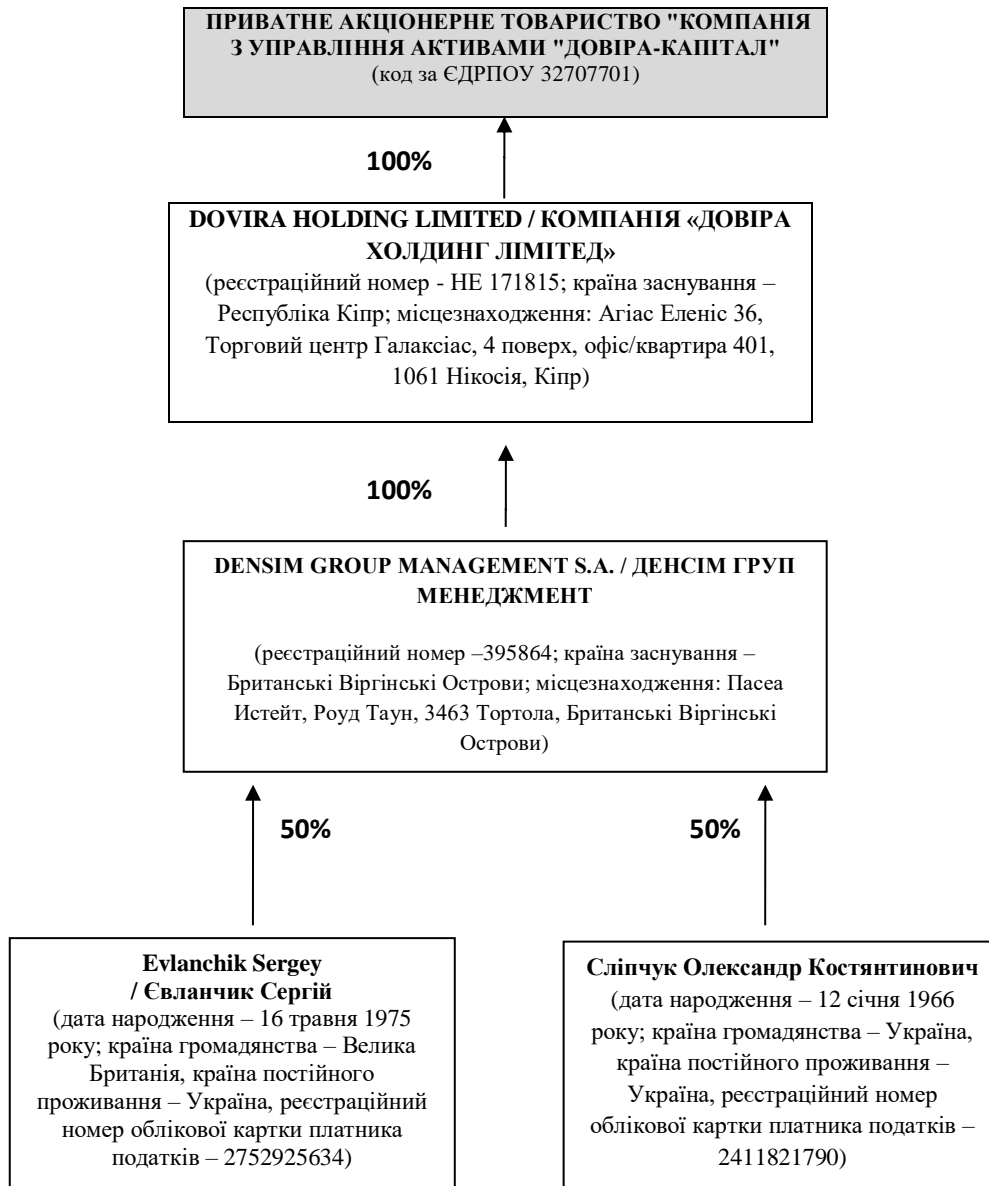 ПРИВАТНЕ АКЦІОНЕРНЕ ТОВАРИСТВО "КОМПАНІЯ
З УПРАВЛІННЯ АКТИВАМИ "ДОВІРА-КАПІТАЛ"
(код за ЄДРПОУ 32707701)
100%
DOVIRA HOLDING LIMITED / КОМПАНІЯ «ДОВІРА
ХОЛДИНГ ЛІМІТЕД»
(реєстраційний номер - HE 171815; країна заснування –
Республіка Кіпр; місцезнаходження: Агіас Еленіс 36,
Торговий центр Галаксіас, 4 поверх, офіс/квартира 401,
1061 Нікосія, Кіпр)
100%
DENSIM GROUP MANAGEMENT S.A. / ДЕНСІМ ГРУП
МЕНЕДЖМЕНТ
(реєстраційний номер –395864; країна заснування –
Британські Віргінські Острови; місцезнаходження: Пасеа
Истейт, Роуд Таун, 3463 Тортола, Британські Віргінські
Острови)
50%
50%
Evlanchik Sergey
/ Євланчик Сергій
(дата народження – 16 травня 1975
року; країна громадянства – Велика
Британія, країна постійного
проживання – Україна, реєстраційний
номер облікової картки платника
податків – 2752925634)
Сліпчук Олександр Костянтинович
(дата народження – 12 січня 1966
року; країна громадянства – Україна,
країна постійного проживання –
Україна, реєстраційний номер
облікової картки платника податків –
2411821790)